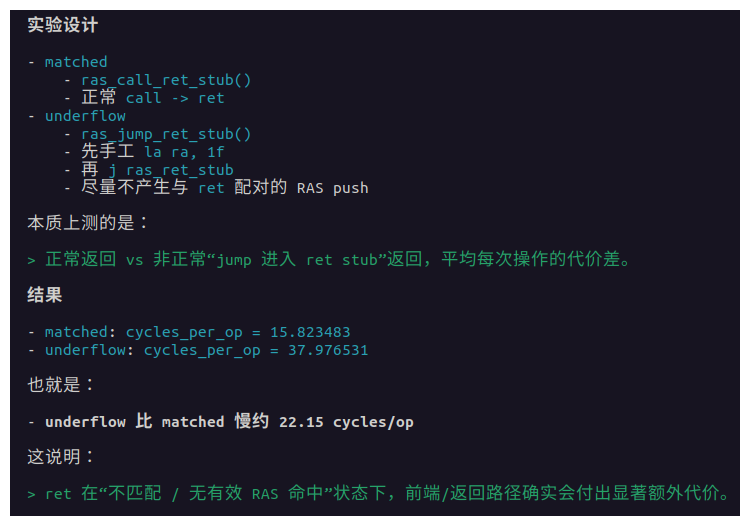 实验设计
- matched
- ras_call_ret_stub()
- 正常 call -> ret
- underflow
- ras_jump_ret_stub()
- 先手工 la ra, 1f
- 再 j ras_ret_stub
- 尽量不产生与 ret 配对的 RAS push
本质上测的是：
> 正常返回 vs 非正常“jump 进入 ret stub”返回，平均每次操作的代价差。
结果
- matched: cycles_per_op = 15.823483
- underflow: cycles_per_op = 37.976531
也就是：
- underflow 比 matched 慢约 22.15 cycles/op
这说明：
> ret 在“不匹配 / 无有效 RAS 命中”状态下，前端/返回路径确实会付出显著额外代价。